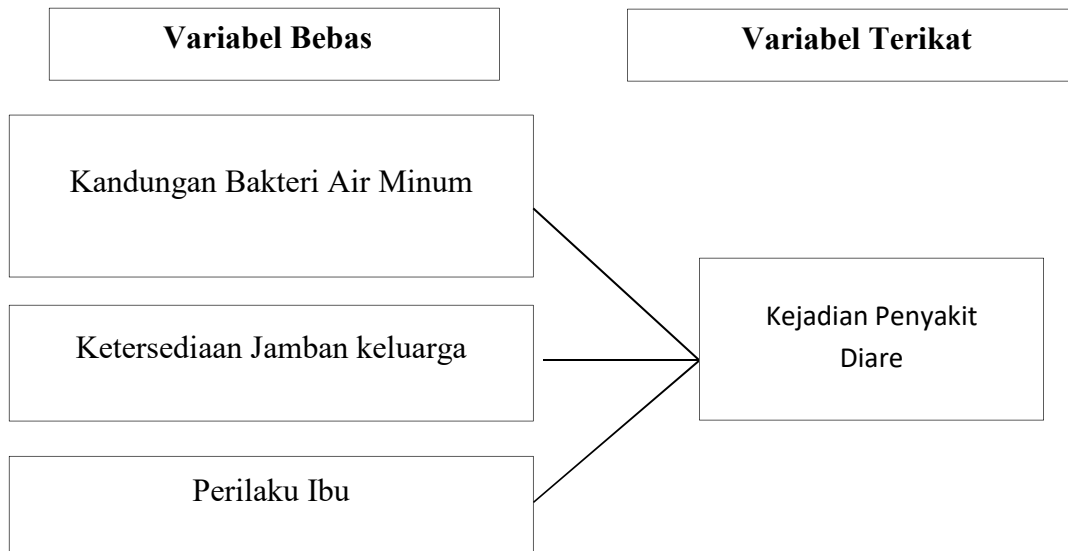 Variabel Bebas
Variabel Terikat
Kandungan Bakteri Air Minum
Ketersediaan Jamban keluarga
Kejadian Penyakit
Diare
Perilaku Ibu